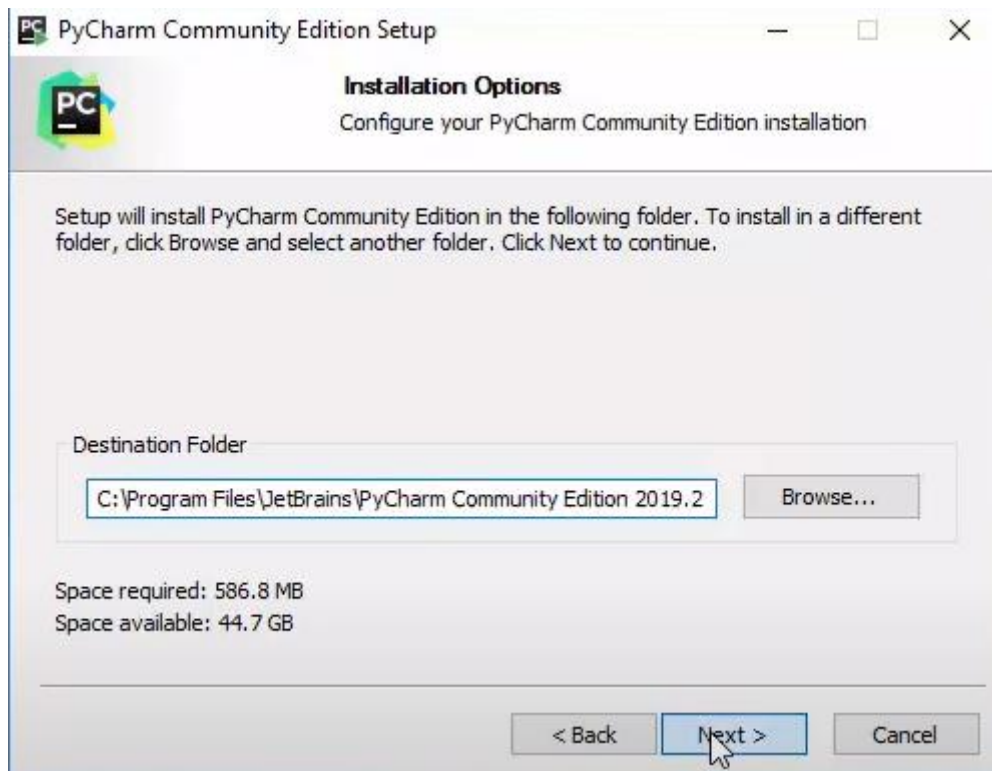 PC PyCharm Community Edition Setup
PC
Installation Options
Configure your PyCharm Community Edition installation
Setup will install PyCharm Community Edition in the following folder. To install in a different
folder, click Browse and select another folder. Click Next to continue.
Destination Folder
C:\Program Files\JetBrains\PyCharm Community Edition 2019.2
Browse...
Space required: 586.8 MB
Space available: 44.7 GB
< Back
Next >
Cancel